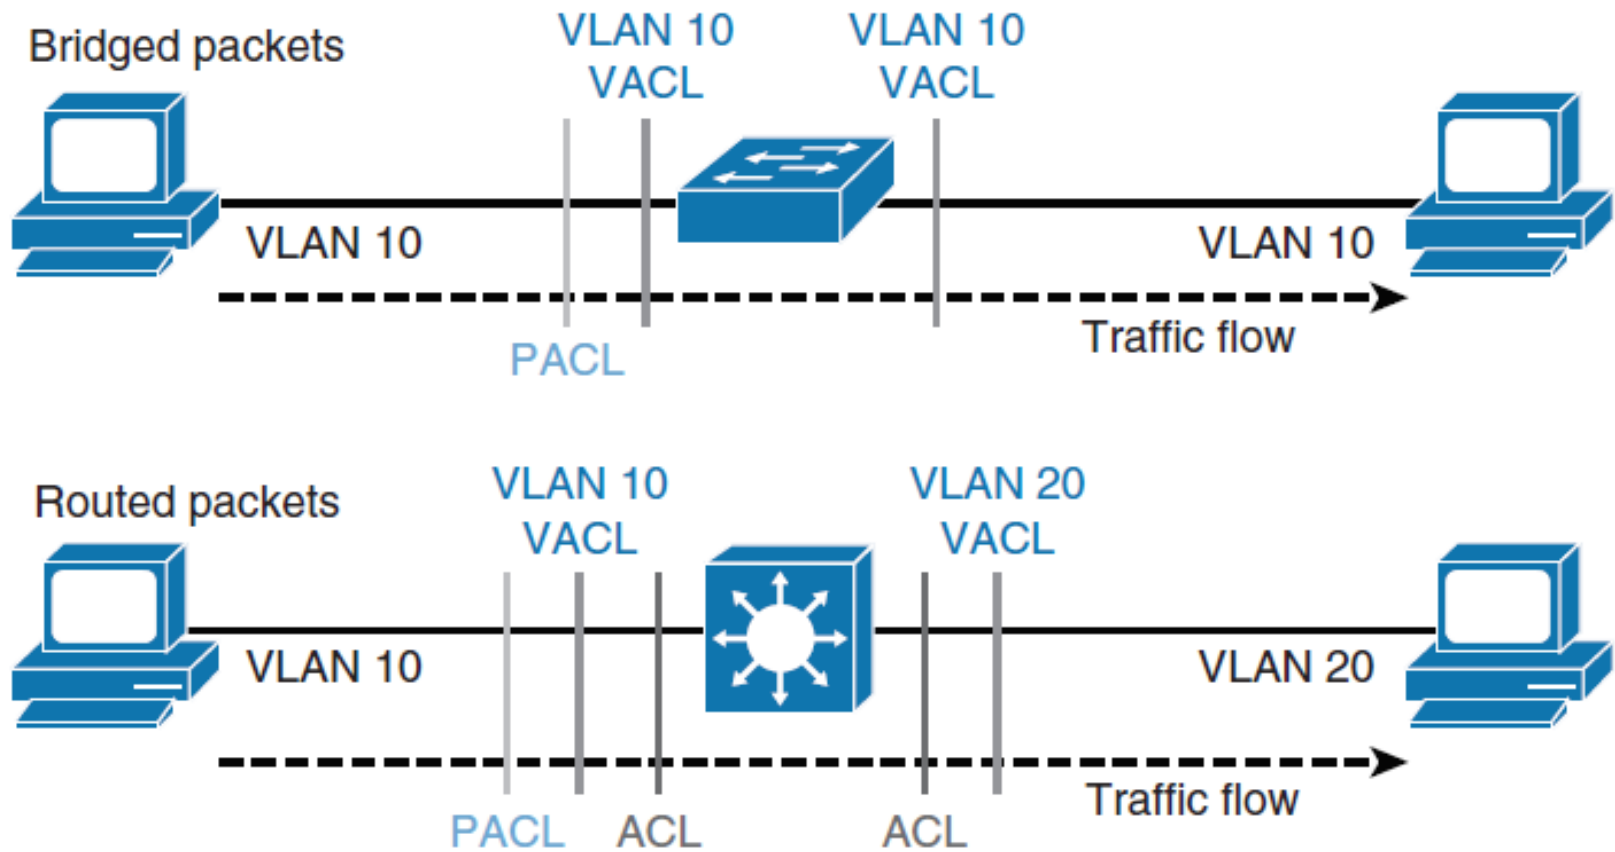 Bridged packets
VLAN 10
VACL
VLAN 10
VACL
VLAN 10
VLAN 10
Traffic flow
PACL
Routed packets
VLAN 10
VACL
VLAN 20
VACL
VLAN 10
VLAN 20
Traffic flow
PACL
ACL
ACL